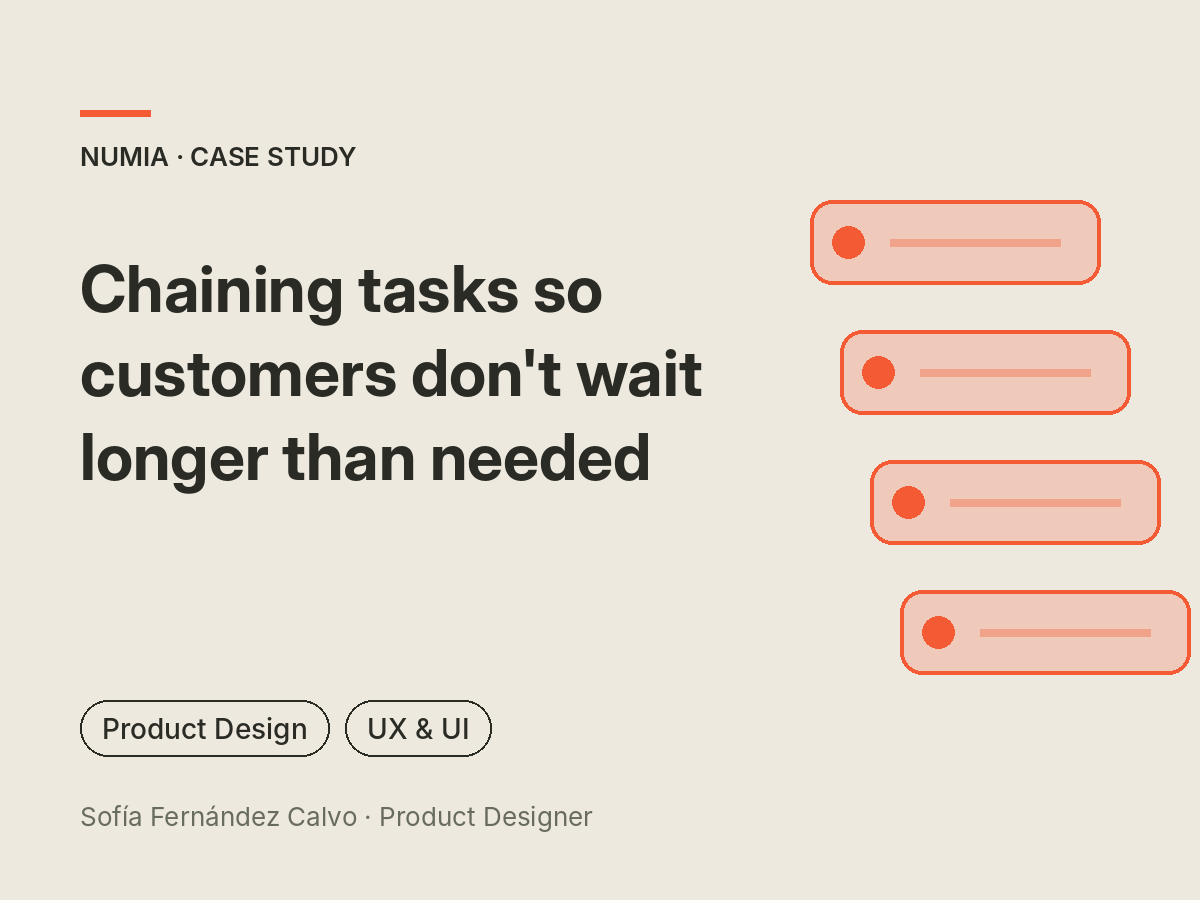 NUMIA · CASE STUDY
Chaining tasks so
customers don't wait
longer than needed
Product Design
UX & UI
Sofía Fernández Calvo · Product Designer